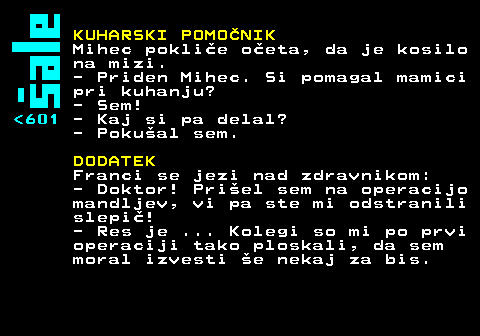 šale
<601
KUHARSKI POMOČNIK
Mihec pokliče očeta, da je kosilo
na mizi.
- Priden Mihec. Si pomagal mamici
pri kuhanju?
- Sem!
- Kaj si pa delal?
- Pokušal sem.
DODATEK
Franci se jezi nad zdravnikom:
- Doktor! Prišel sem na operacijo
mandljev, vi pa ste mi odstranili
slepič!
- Res je ... Kolegi so mi po prvi
operaciji tako ploskali, da sem
moral izvesti še nekaj za bis.